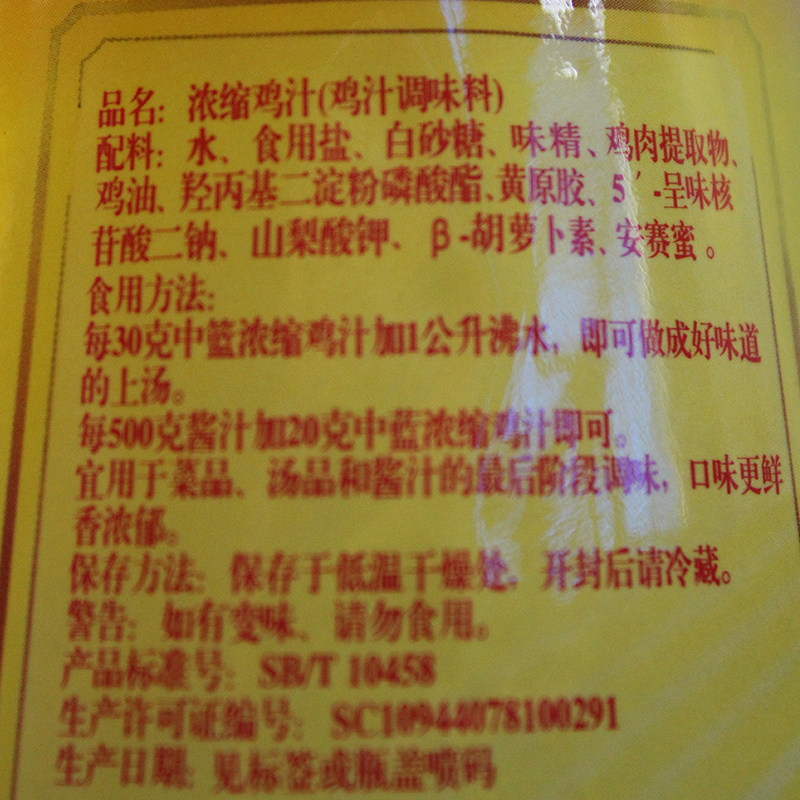 品名: 浓缩鸡汁(鸡汁调味料)
配料: 水、食用盐、白砂糖、味精、鸡肉提取物、
鸡油、羟丙基二淀粉磷酸酯、黄原胶、5′-呈味核
苷酸二钠、山梨酸钾、β-胡萝卜素、安赛蜜。
食用方法:
每30克中篮浓缩鸡汁加1公升沸水, 即可做成好味道
的上汤。
每500克酱汁加20克中蓝浓缩鸡汁即可。
宜用于菜品、汤品和酱汁的最后阶段调味, 口味更鲜
香浓郁。
保存方法: 保存于低温干燥处, 开封后请冷藏。
警告: 如有变味、请勿食用。
产品标准号: SB/T 10458
生产许可证编号: SC10944078100291
生产日期: 见标签或瓶盖喷码